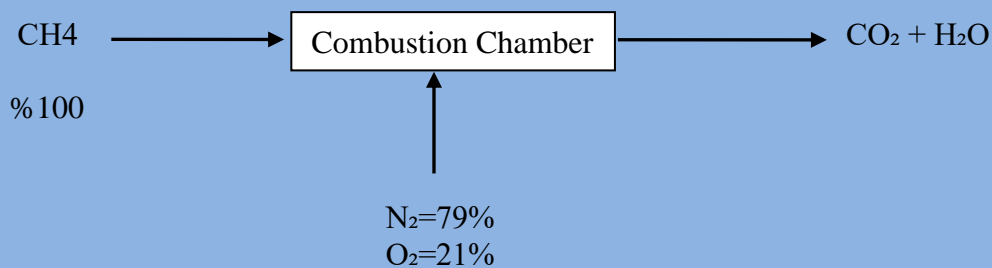 CH4
Combustion Chamber
CO₂ + H₂O
%100
N₂=79%
O₂=21%